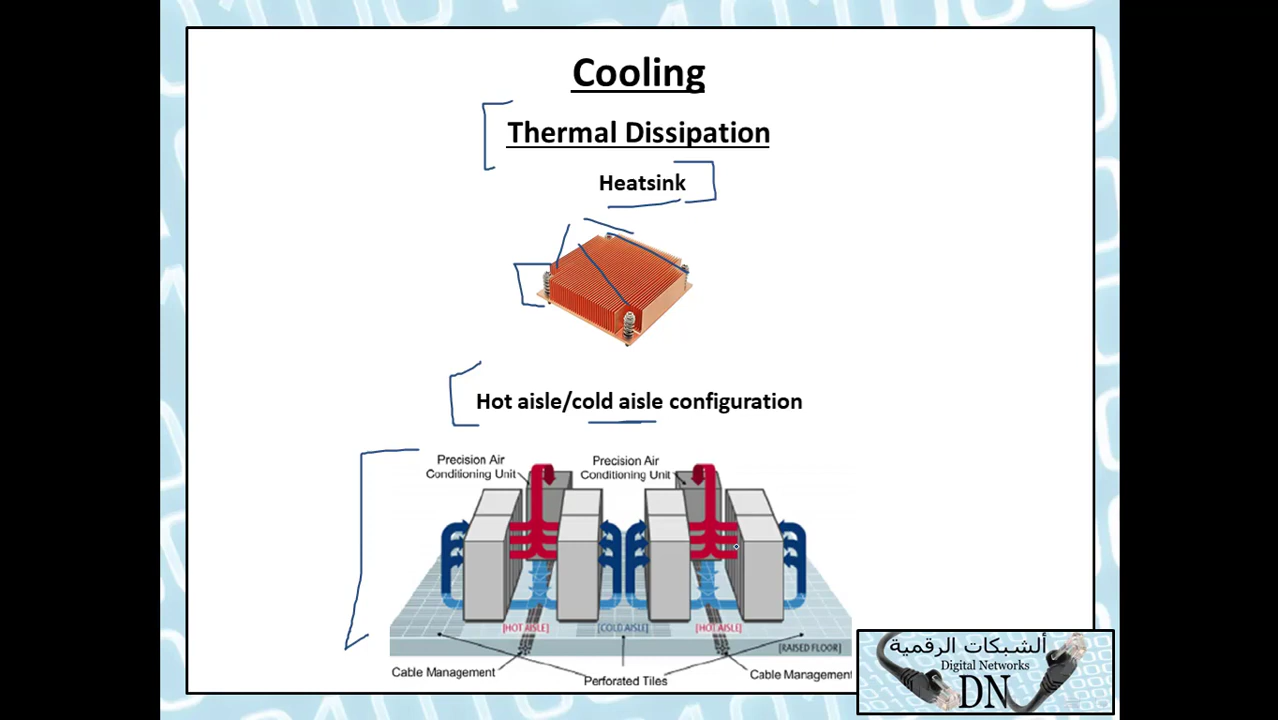 Cooling
Thermal Dissipation
Heatsink
Hot aisle/cold aisle configuration
Precision Air
Conditioning Unit
Precision Air
Conditioning Unit
[HOT AISLE]
[COLD AISLE]
[HOT AISLE]
[RAISED FLOOR]
Cable Management
Perforated Tiles
Cable Management
ألشبكات الرقمية
Digital Networks
DN